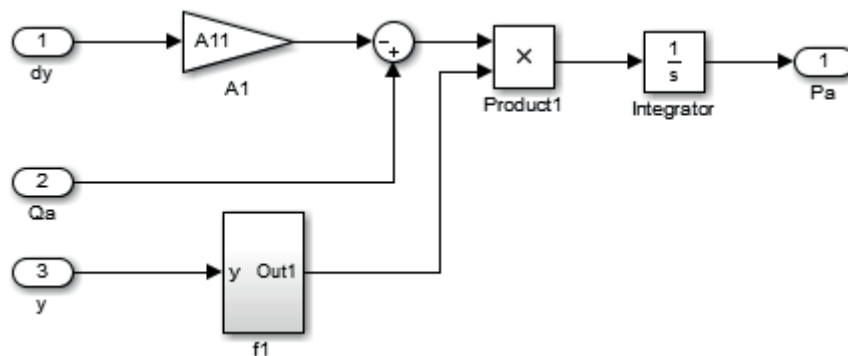 1
dy
A11
A1
-
+
×
Product1
1
s
Integrator
1
Pa
2
Qa
3
y
y Out1
f1